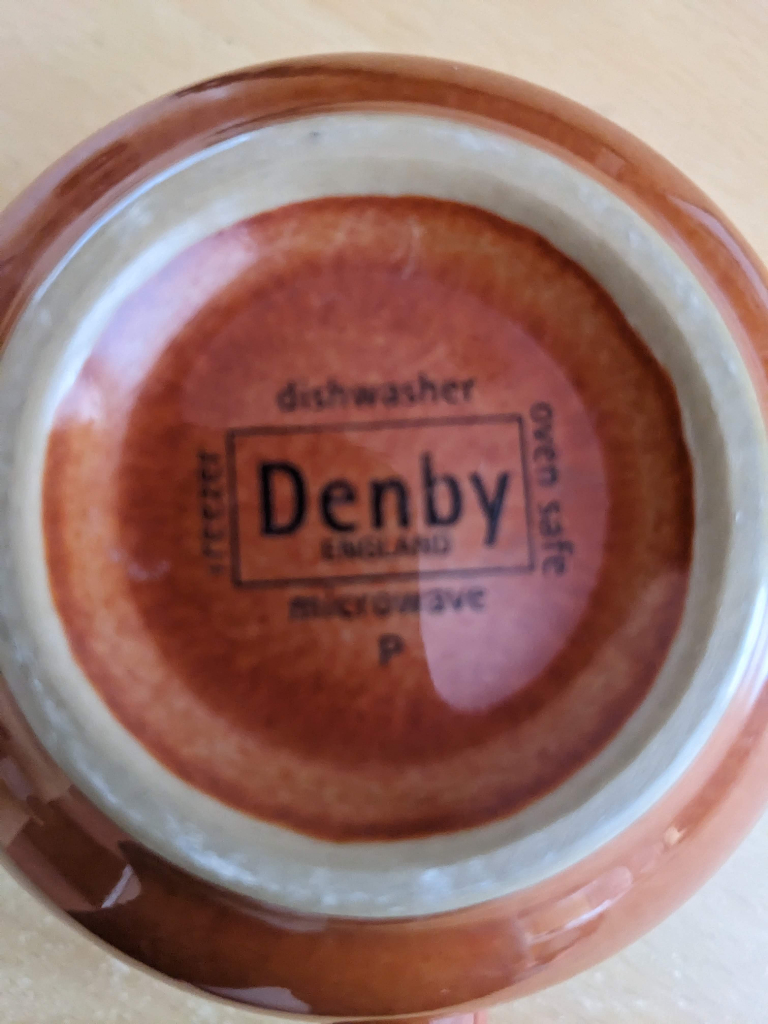 dishwasher
freezer
Denby
ENGLAND
oven safe
microwave
P